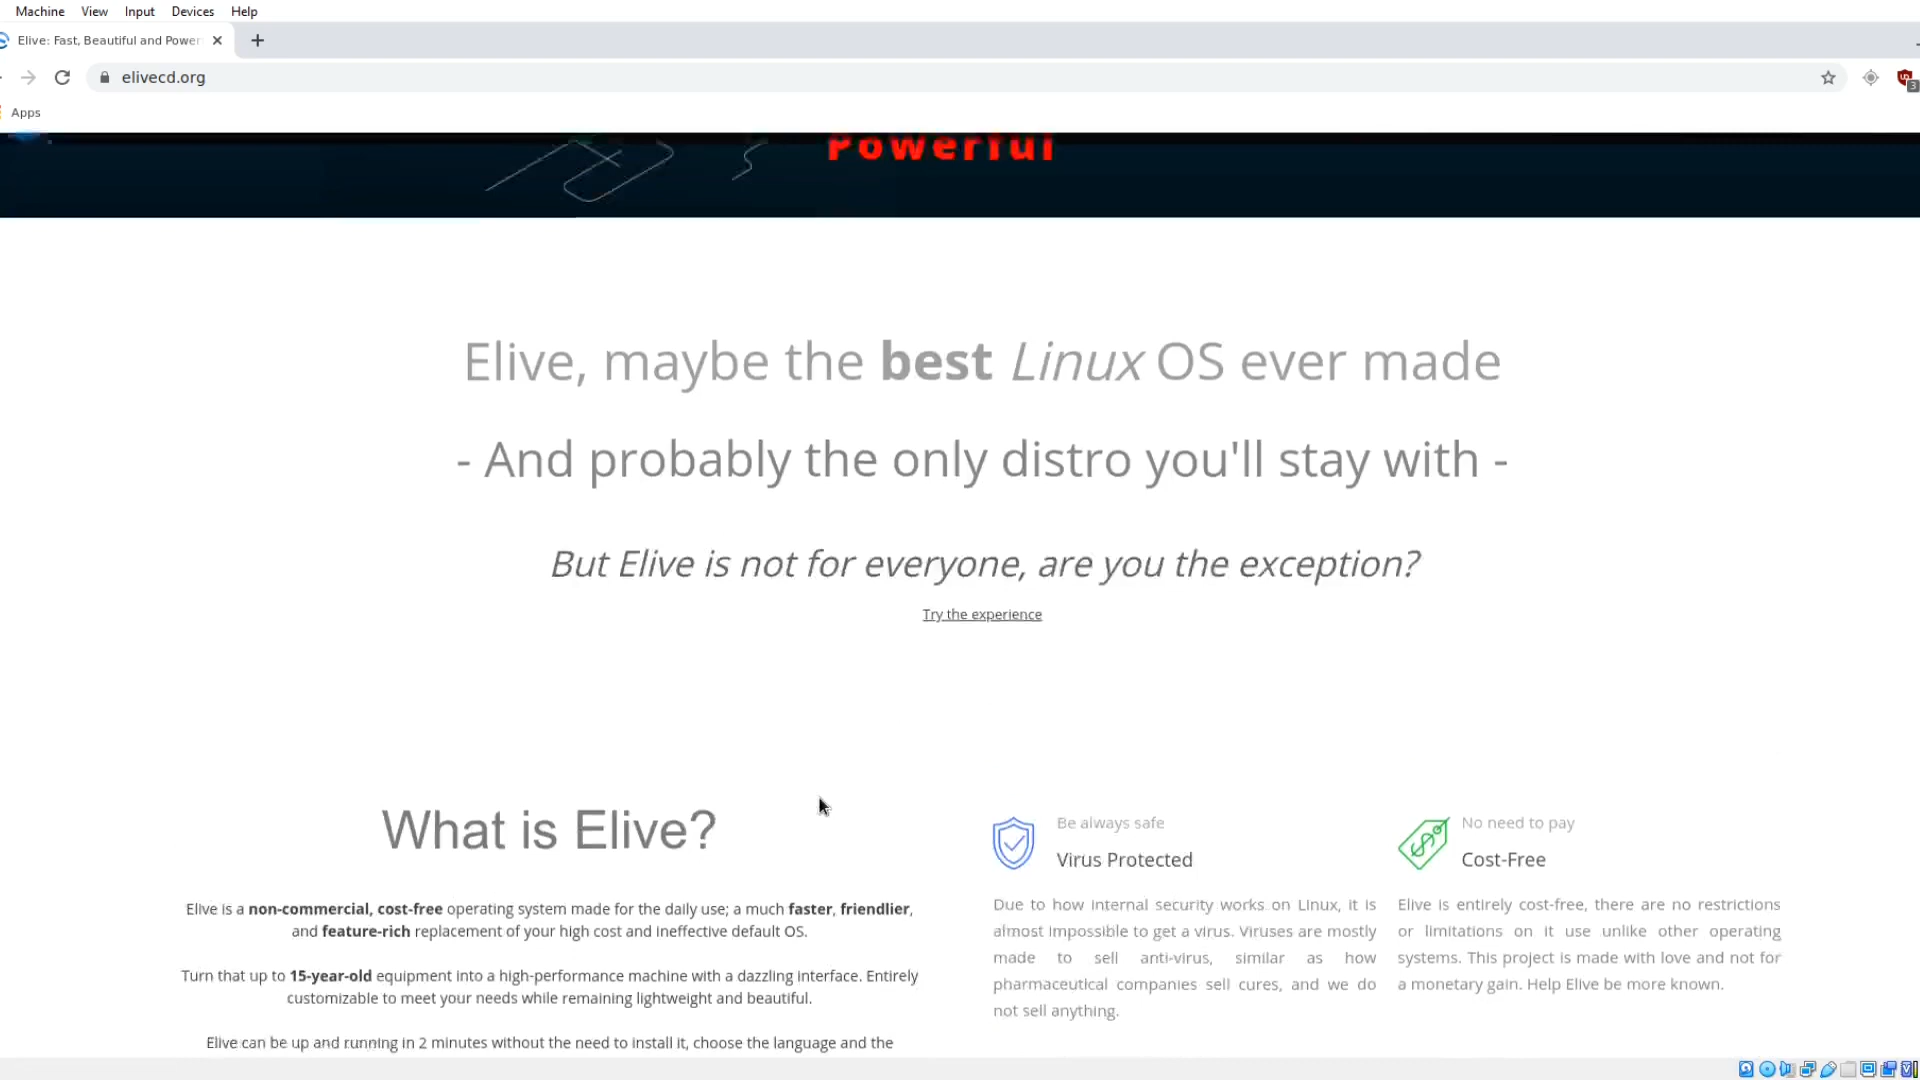 Machine View Input Devices Help
Elive: Fast, Beautiful and Power
elivecd.org
3
Apps
Powerful
Elive, maybe the best Linux OS ever made
- And probably the only distro you'll stay with -
But Elive is not for everyone, are you the exception?
Try the experience
What is Elive?
Elive is a non-commercial, cost-free operating system made for the daily use; a much faster, friendlier,
and feature-rich replacement of your high cost and ineffective default OS.
Turn that up to 15-year-old equipment into a high-performance machine with a dazzling interface. Entirely
customizable to meet your needs while remaining lightweight and beautiful.
Elive can be up and running in 2 minutes without the need to install it, choose the language and the
Be always safe
Virus Protected
Due to how internal security works on Linux, it is
almost impossible to get a virus. Viruses are mostly
made to sell anti-virus, similar as how
pharmaceutical companies sell cures, and we do
not sell anything.
No need to pay
Cost-Free
Elive is entirely cost-free, there are no restrictions
or limitations on it use unlike other operating
systems. This project is made with love and not for
a monetary gain. Help Elive be more known.